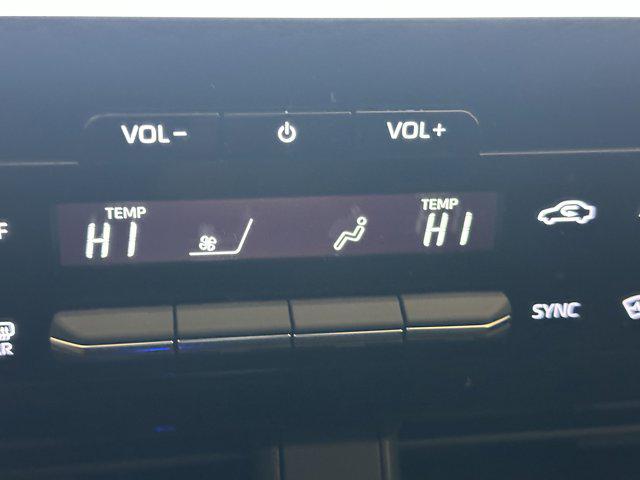 VOL- VOL+
TEMP TEMP
HI HI
SYNC